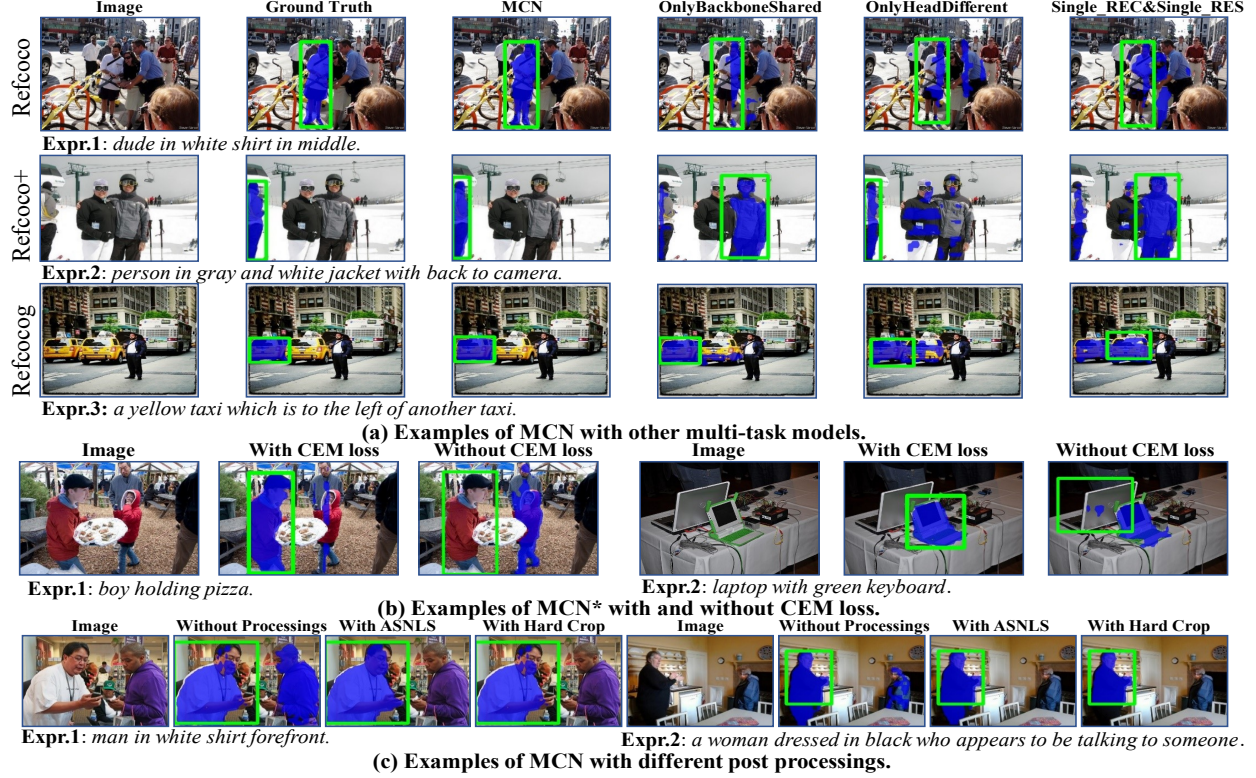 Image Ground Truth MCN OnlyBackboneShared OnlyHeadDifferent Single_REC&Single_RES
Refcoco
Expr.1: dude in white shirt in middle.
Refcoco+
Expr.2: person in gray and white jacket with back to camera.
Refcocog
Expr.3: a yellow taxi which is to the left of another taxi.
(a) Examples of MCN with other multi-task models.
Image With CEM loss Without CEM loss Image With CEM loss Without CEM loss
Expr.1: boy holding pizza. Expr.2: laptop with green keyboard.
(b) Examples of MCN* with and without CEM loss.
Image Without Processings With ASNLS With Hard Crop Image Without Processings With ASNLS With Hard Crop
Expr.1: man in white shirt forefront. Expr.2: a woman dressed in black who appears to be talking to someone.
(c) Examples of MCN with different post processings.